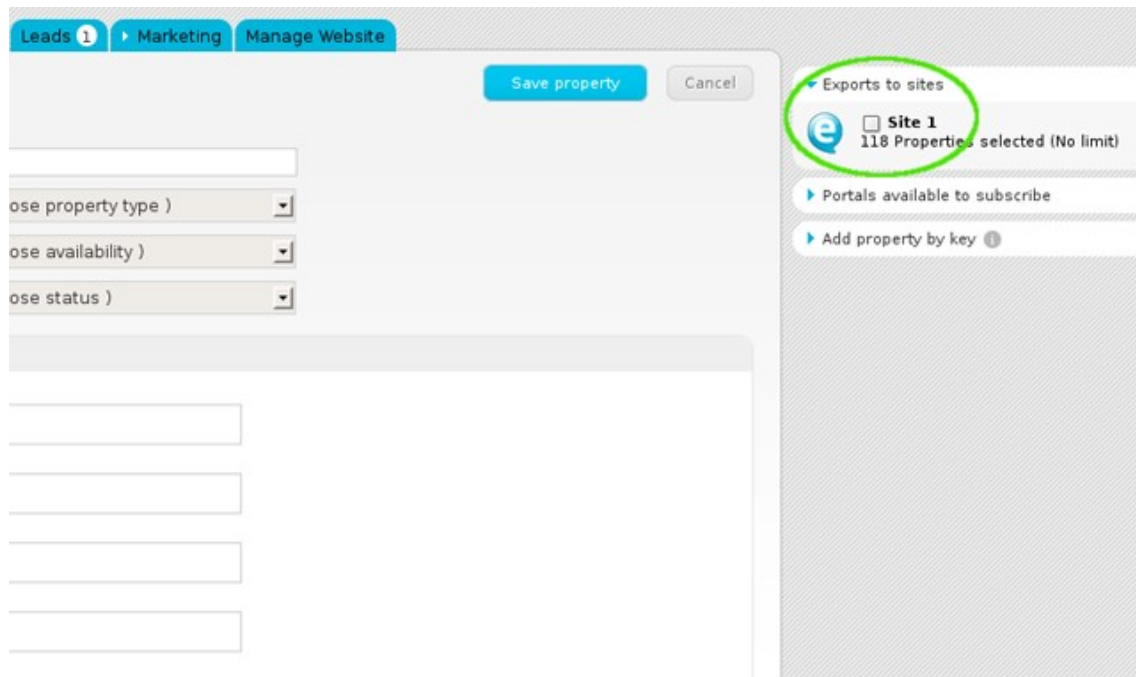 Leads 1
Marketing
Manage Website
Save property
Cancel
Exports to sites
Site 1
118 Properties selected (No limit)
Portals available to subscribe
Add property by key
ose property type )
ose availability )
ose status )